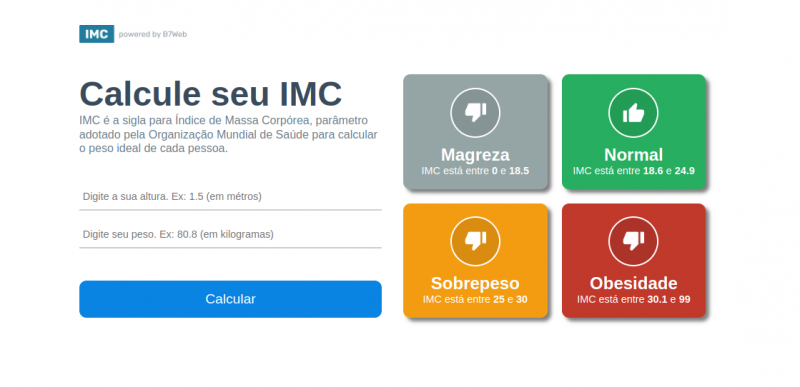 IMC powered by B7Web
Calcule seu IMC
IMC é a sigla para Índice de Massa Corpórea, parâmetro
adotado pela Organização Mundial de Saúde para calcular
o peso ideal de cada pessoa.
Digite a sua altura. Ex: 1.5 (em métros)
Digite seu peso. Ex: 80.8 (em kilogramas)
Calcular
Magreza
IMC está entre 0 e 18.5
Normal
IMC está entre 18.6 e 24.9
Sobrepeso
IMC está entre 25 e 30
Obesidade
IMC está entre 30.1 e 99